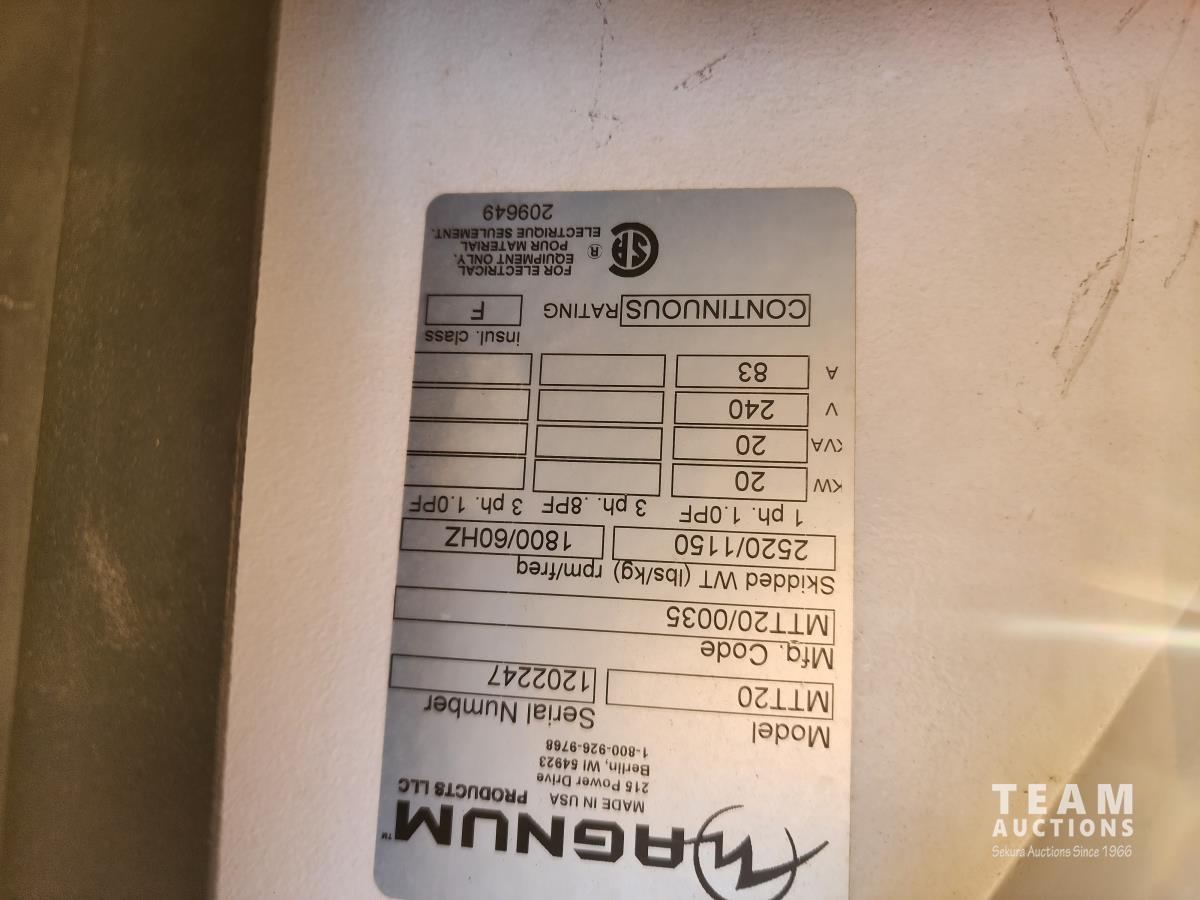 MAGNUM™
MADE IN USA PRODUCTS LLC
215 Power Drive
Berlin, WI 54923
1-800-926-9768
Model Serial Number
MTT20 1202247
Mfg. Code
MTT20/0035
Skidded WT (lbs/kg) rpm/freq
2520/1150 1800/60HZ
1 ph. 1.0PF 3 ph. .8PF 3 ph. 1.0PF
KW 20
KVA 20
V 240
A 83
insul. class
CONTINUOUS RATING F
SA ®
FOR ELECTRICAL
EQUIPMENT ONLY.
POUR MATERIAL
ELECTRIQUE SEULEMENT.
209649
TEAM
AUCTIONS
Sekura Auctions Since 1966